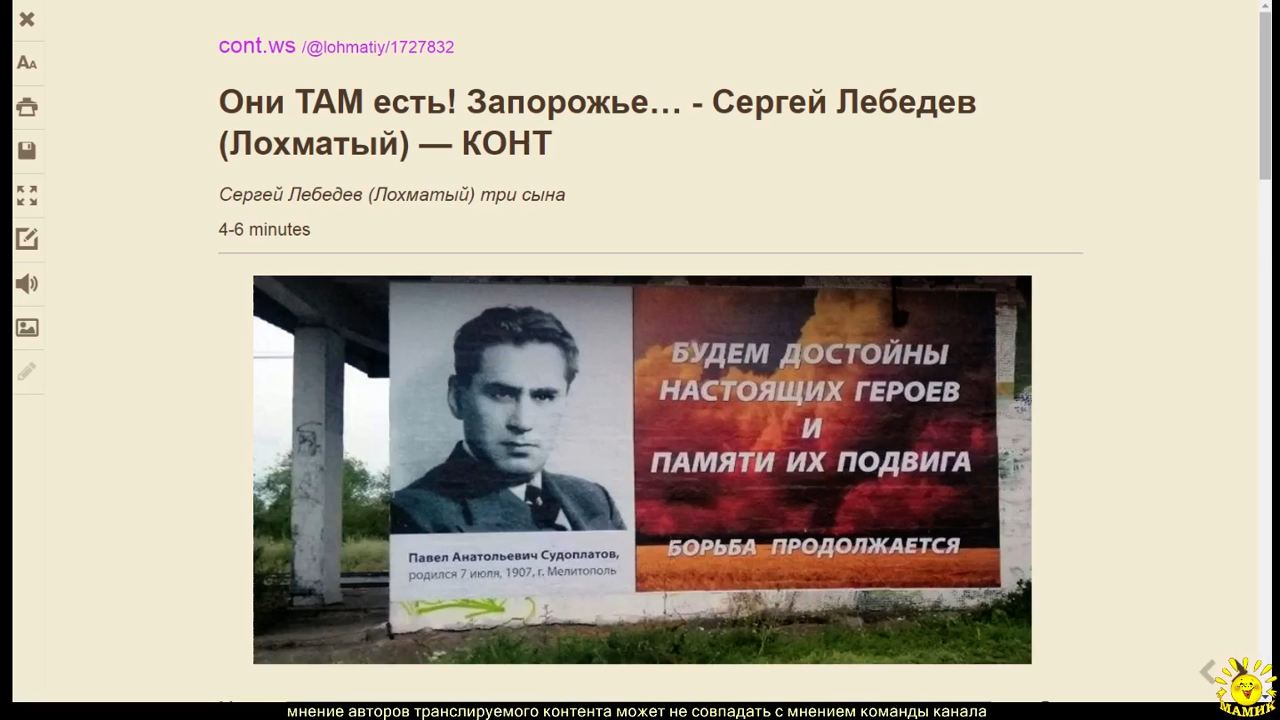 cont.ws /@lohmatiy/1727832
Они ТАМ есть! Запорожье… - Сергей Лебедев
(Лохматый) — КОНТ
Сергей Лебедев (Лохматый) три сына
4-6 minutes
БУДЕМ ДОСТОЙНЫ
НАСТОЯЩИХ ГЕРОЕВ
И
ПАМЯТИ ИХ ПОДВИГА
БОРЬБА ПРОДОЛЖАЕТСЯ
Павел Анатольевич Судоплатов,
родился 7 июля, 1907, г. Мелитополь
МАМИК
мнение авторов транслируемого контента может не совпадать с мнением команды канала